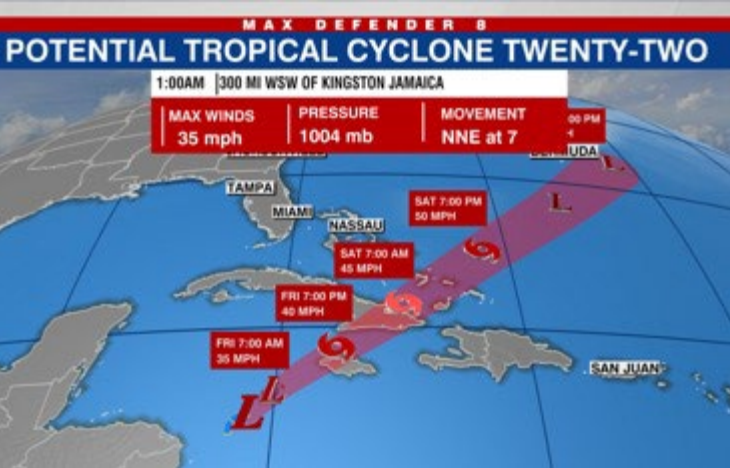 MAX DEFENDER 8
POTENTIAL TROPICAL CYCLONE TWENTY-TWO
1:00AM 300 MI WSW OF KINGSTON JAMAICA
MAX WINDS PRESSURE MOVEMENT
35 mph 1004 mb NNE at 7
00 PM
H
BERMUDA
L
TAMPA
L
SAT 7:00 PM
50 MPH
MIAMI
NASSAU
SAT 7:00 AM
45 MPH
FRI 7:00 PM
40 MPH
FRI 7:00 AM
35 MPH
SAN JUAN
L
L